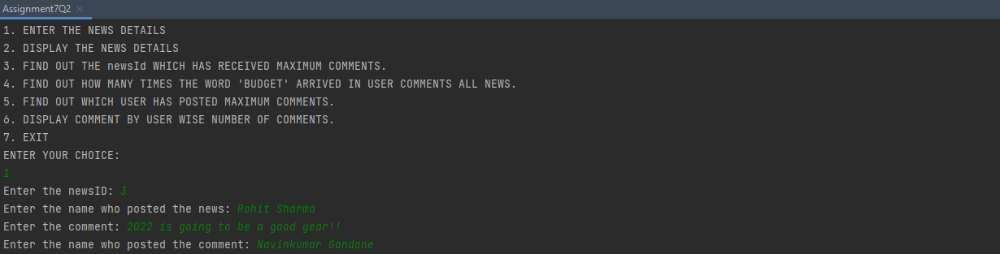 Assignment7Q2
1. ENTER THE NEWS DETAILS
2. DISPLAY THE NEWS DETAILS
3. FIND OUT THE newsId WHICH HAS RECEIVED MAXIMUM COMMENTS.
4. FIND OUT HOW MANY TIMES THE WORD 'BUDGET' ARRIVED IN USER COMMENTS ALL NEWS.
5. FIND OUT WHICH USER HAS POSTED MAXIMUM COMMENTS.
6. DISPLAY COMMENT BY USER WISE NUMBER OF COMMENTS.
7. EXIT
ENTER YOUR CHOICE:
1
Enter the newsID: 3
Enter the name who posted the news: Rohit Sharma
Enter the comment: 2022 is going to be a good year!!
Enter the name who posted the comment: Navinkumar Gondane